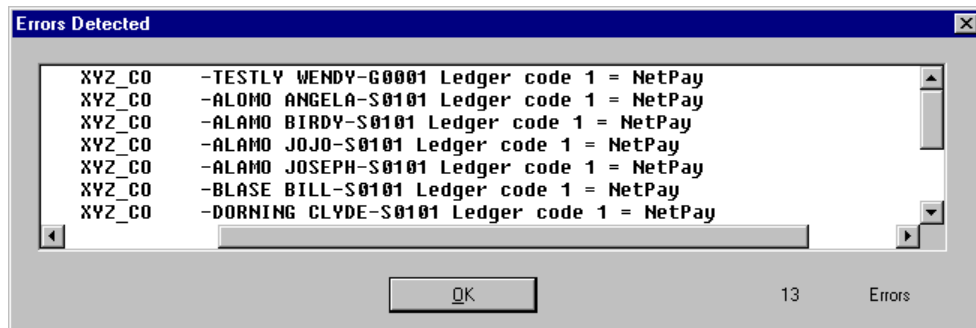 Errors Detected
XYZ_CO -TESTLY WENDY-G0001 Ledger code 1 = NetPay
XYZ_CO -ALOMO ANGELA-S0101 Ledger code 1 = NetPay
XYZ_CO -ALAMO BIRDY-S0101 Ledger code 1 = NetPay
XYZ_CO -ALAMO JOJO-S0101 Ledger code 1 = NetPay
XYZ_CO -ALAMO JOSEPH-S0101 Ledger code 1 = NetPay
XYZ_CO -BLASE BILL-S0101 Ledger code 1 = NetPay
XYZ_CO -DORNING CLYDE-S0101 Ledger code 1 = NetPay
OK 13 Errors